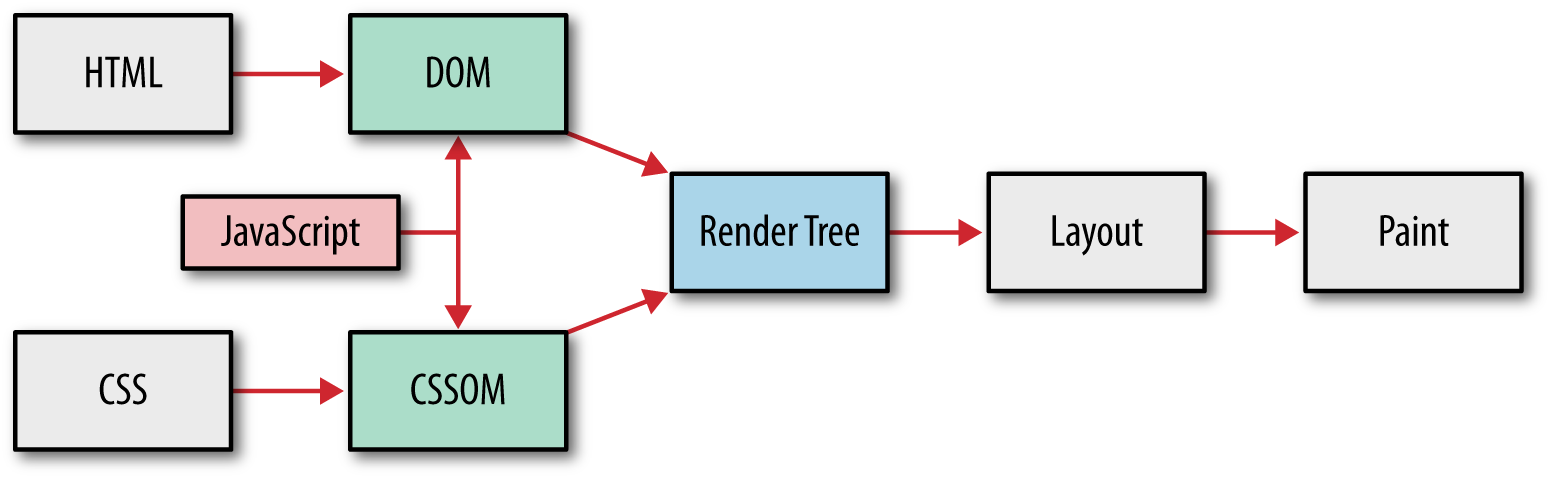 HTML
DOM
JavaScript
Render Tree
Layout
Paint
CSS
CSSOM